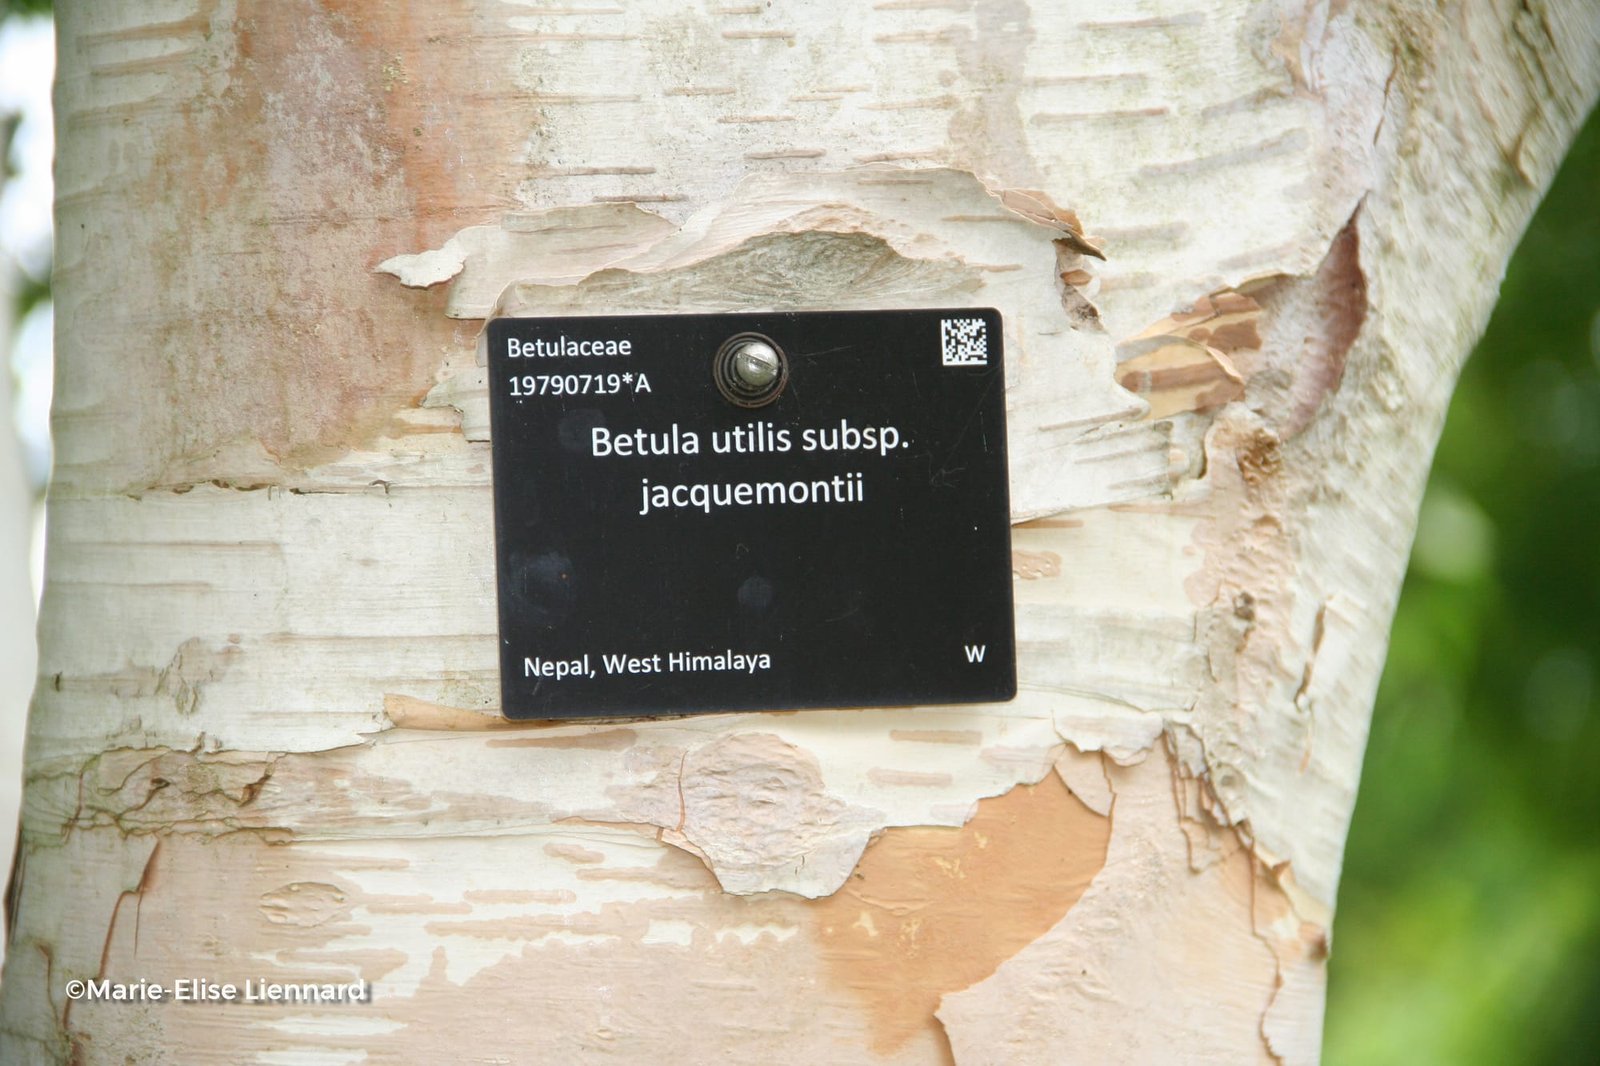 Betulaceae
19790719*A
Betula utilis subsp.
jacquemontii
Nepal, West Himalaya
W
©Marie-Elise Liennard